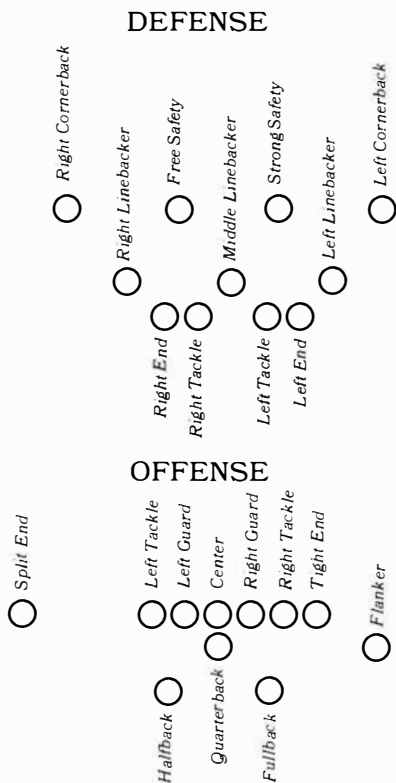 DEFENSE
Right Cornerback
Right Linebacker
Free Safety
Middle Linebacker
Strong Safety
Left Linebacker
Left Cornerback
Right End
Right Tackle
Left Tackle
Left End
OFFENSE
Split End
Left Tackle
Left Guard
Center
Right Guard
Right Tackle
Tight End
Flanker
Halfback
Quarterback
Fullback